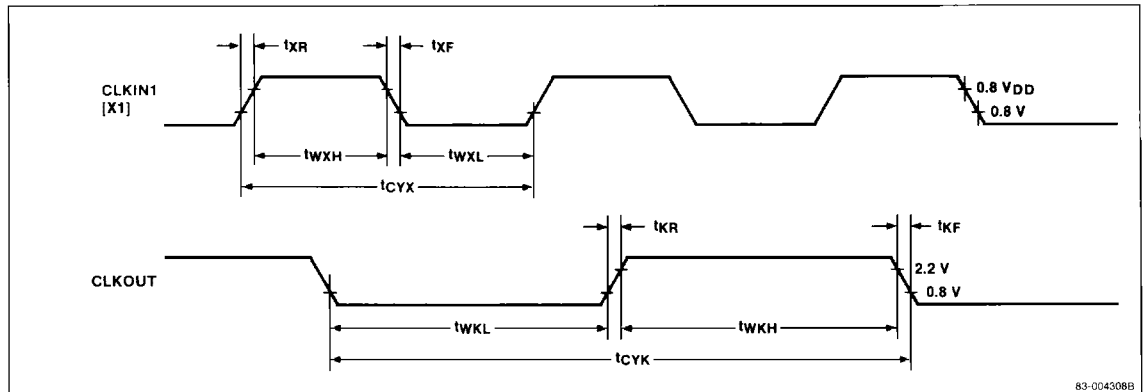 tXR
tXF
CLKIN1
[X1]
0.8 VDD
0.8 V
tWXH
tWXL
tCYX
tKR
tKF
CLKOUT
2.2 V
0.8 V
tWKL
tWKH
tCYK
83-004308B